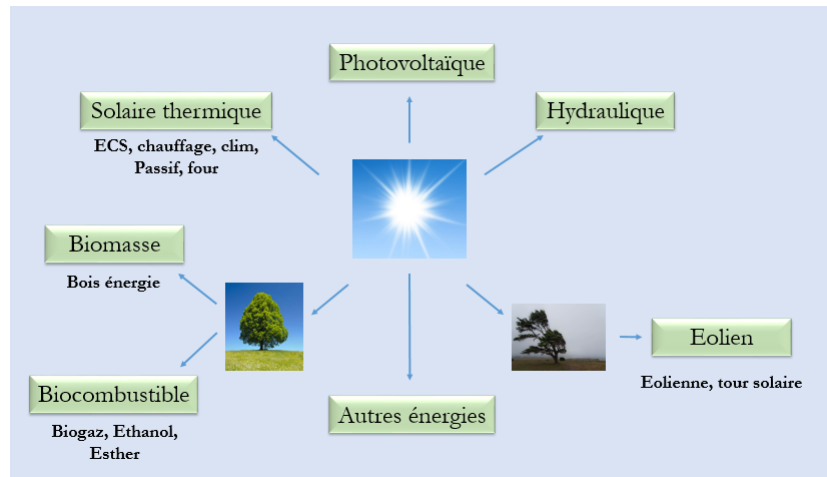 Photovoltaïque
Solaire thermique
ECS, chauffage, clim,
Passif, four
Hydraulique
Biomasse
Bois énergie
Eolien
Eolienne, tour solaire
Biocombustible
Biogaz, Ethanol,
Esther
Autres énergies